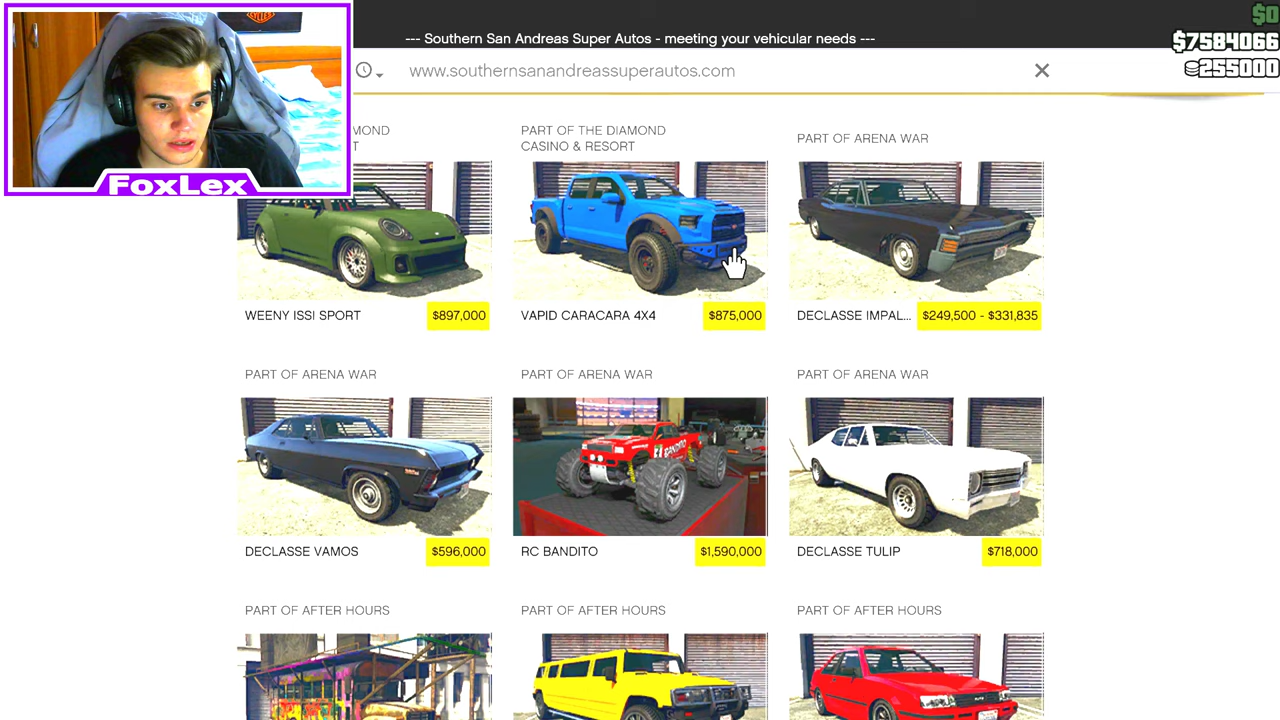 --- Southern San Andreas Super Autos - meeting your vehicular needs ---
$0
$7584066
255000
www.southernsanandreassuperautos.com
FoxLex
MOND
T
PART OF THE DIAMOND
CASINO & RESORT
PART OF ARENA WAR
WEENY ISSI SPORT
$897,000
VAPID CARACARA 4X4
$875,000
DECLASSE IMPAL...
$249,500 - $331,835
PART OF ARENA WAR
PART OF ARENA WAR
PART OF ARENA WAR
BANDITO
DECLASSE VAMOS
$596,000
RC BANDITO
$1,590,000
DECLASSE TULIP
$718,000
PART OF AFTER HOURS
PART OF AFTER HOURS
PART OF AFTER HOURS